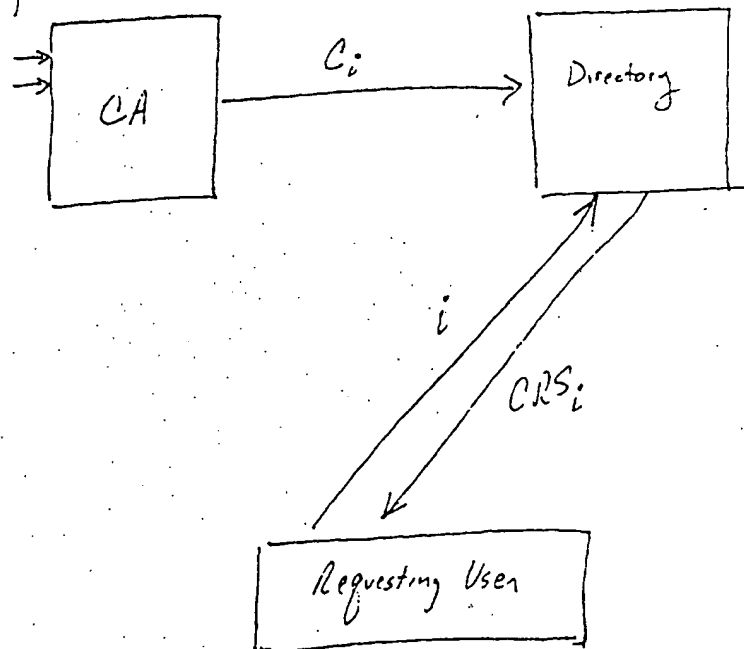 C_i
Directory
CA
i
CRS_i
Requesting User